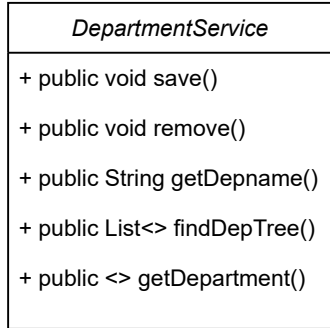 DepartmentService
+ public void save()
+ public void remove()
+ public String getDepname()
+ public List<> findDepTree()
+ public <> getDepartment()